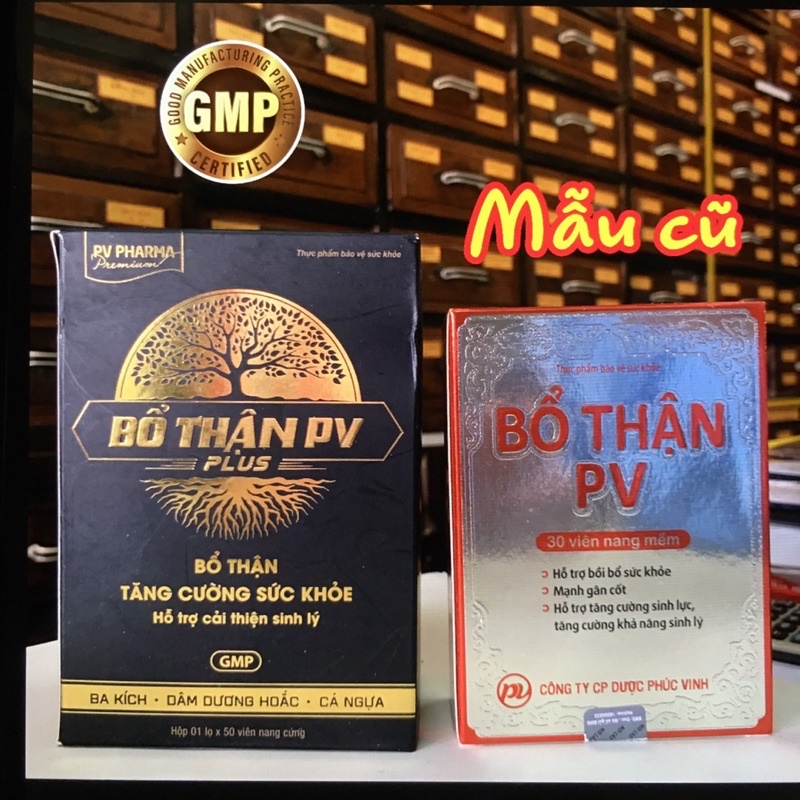 GOOD MANUFACTURING PRACTICE
GMP
CERTIFIED
Mẫu cũ
PV PHARMA
Premium
Thực phẩm bảo vệ sức khỏe
BỔ THẬN PV
PLUS
BỔ THẬN
TĂNG CƯỜNG SỨC KHỎE
Hỗ trợ cải thiện sinh lý
GMP
BA KÍCH • DÂM DƯƠNG HOẮC • CÁ NGỰA
Hộp 01 lọ x 50 viên nang cứng
Thực phẩm bảo vệ sức khỏe
BỔ THẬN
PV
30 viên nang mềm
Hỗ trợ bồi bổ sức khỏe
Mạnh gân cốt
Hỗ trợ tăng cường sinh lực,
tăng cường khả năng sinh lý
pv CÔNG TY CP DƯỢC PHÚC VINH